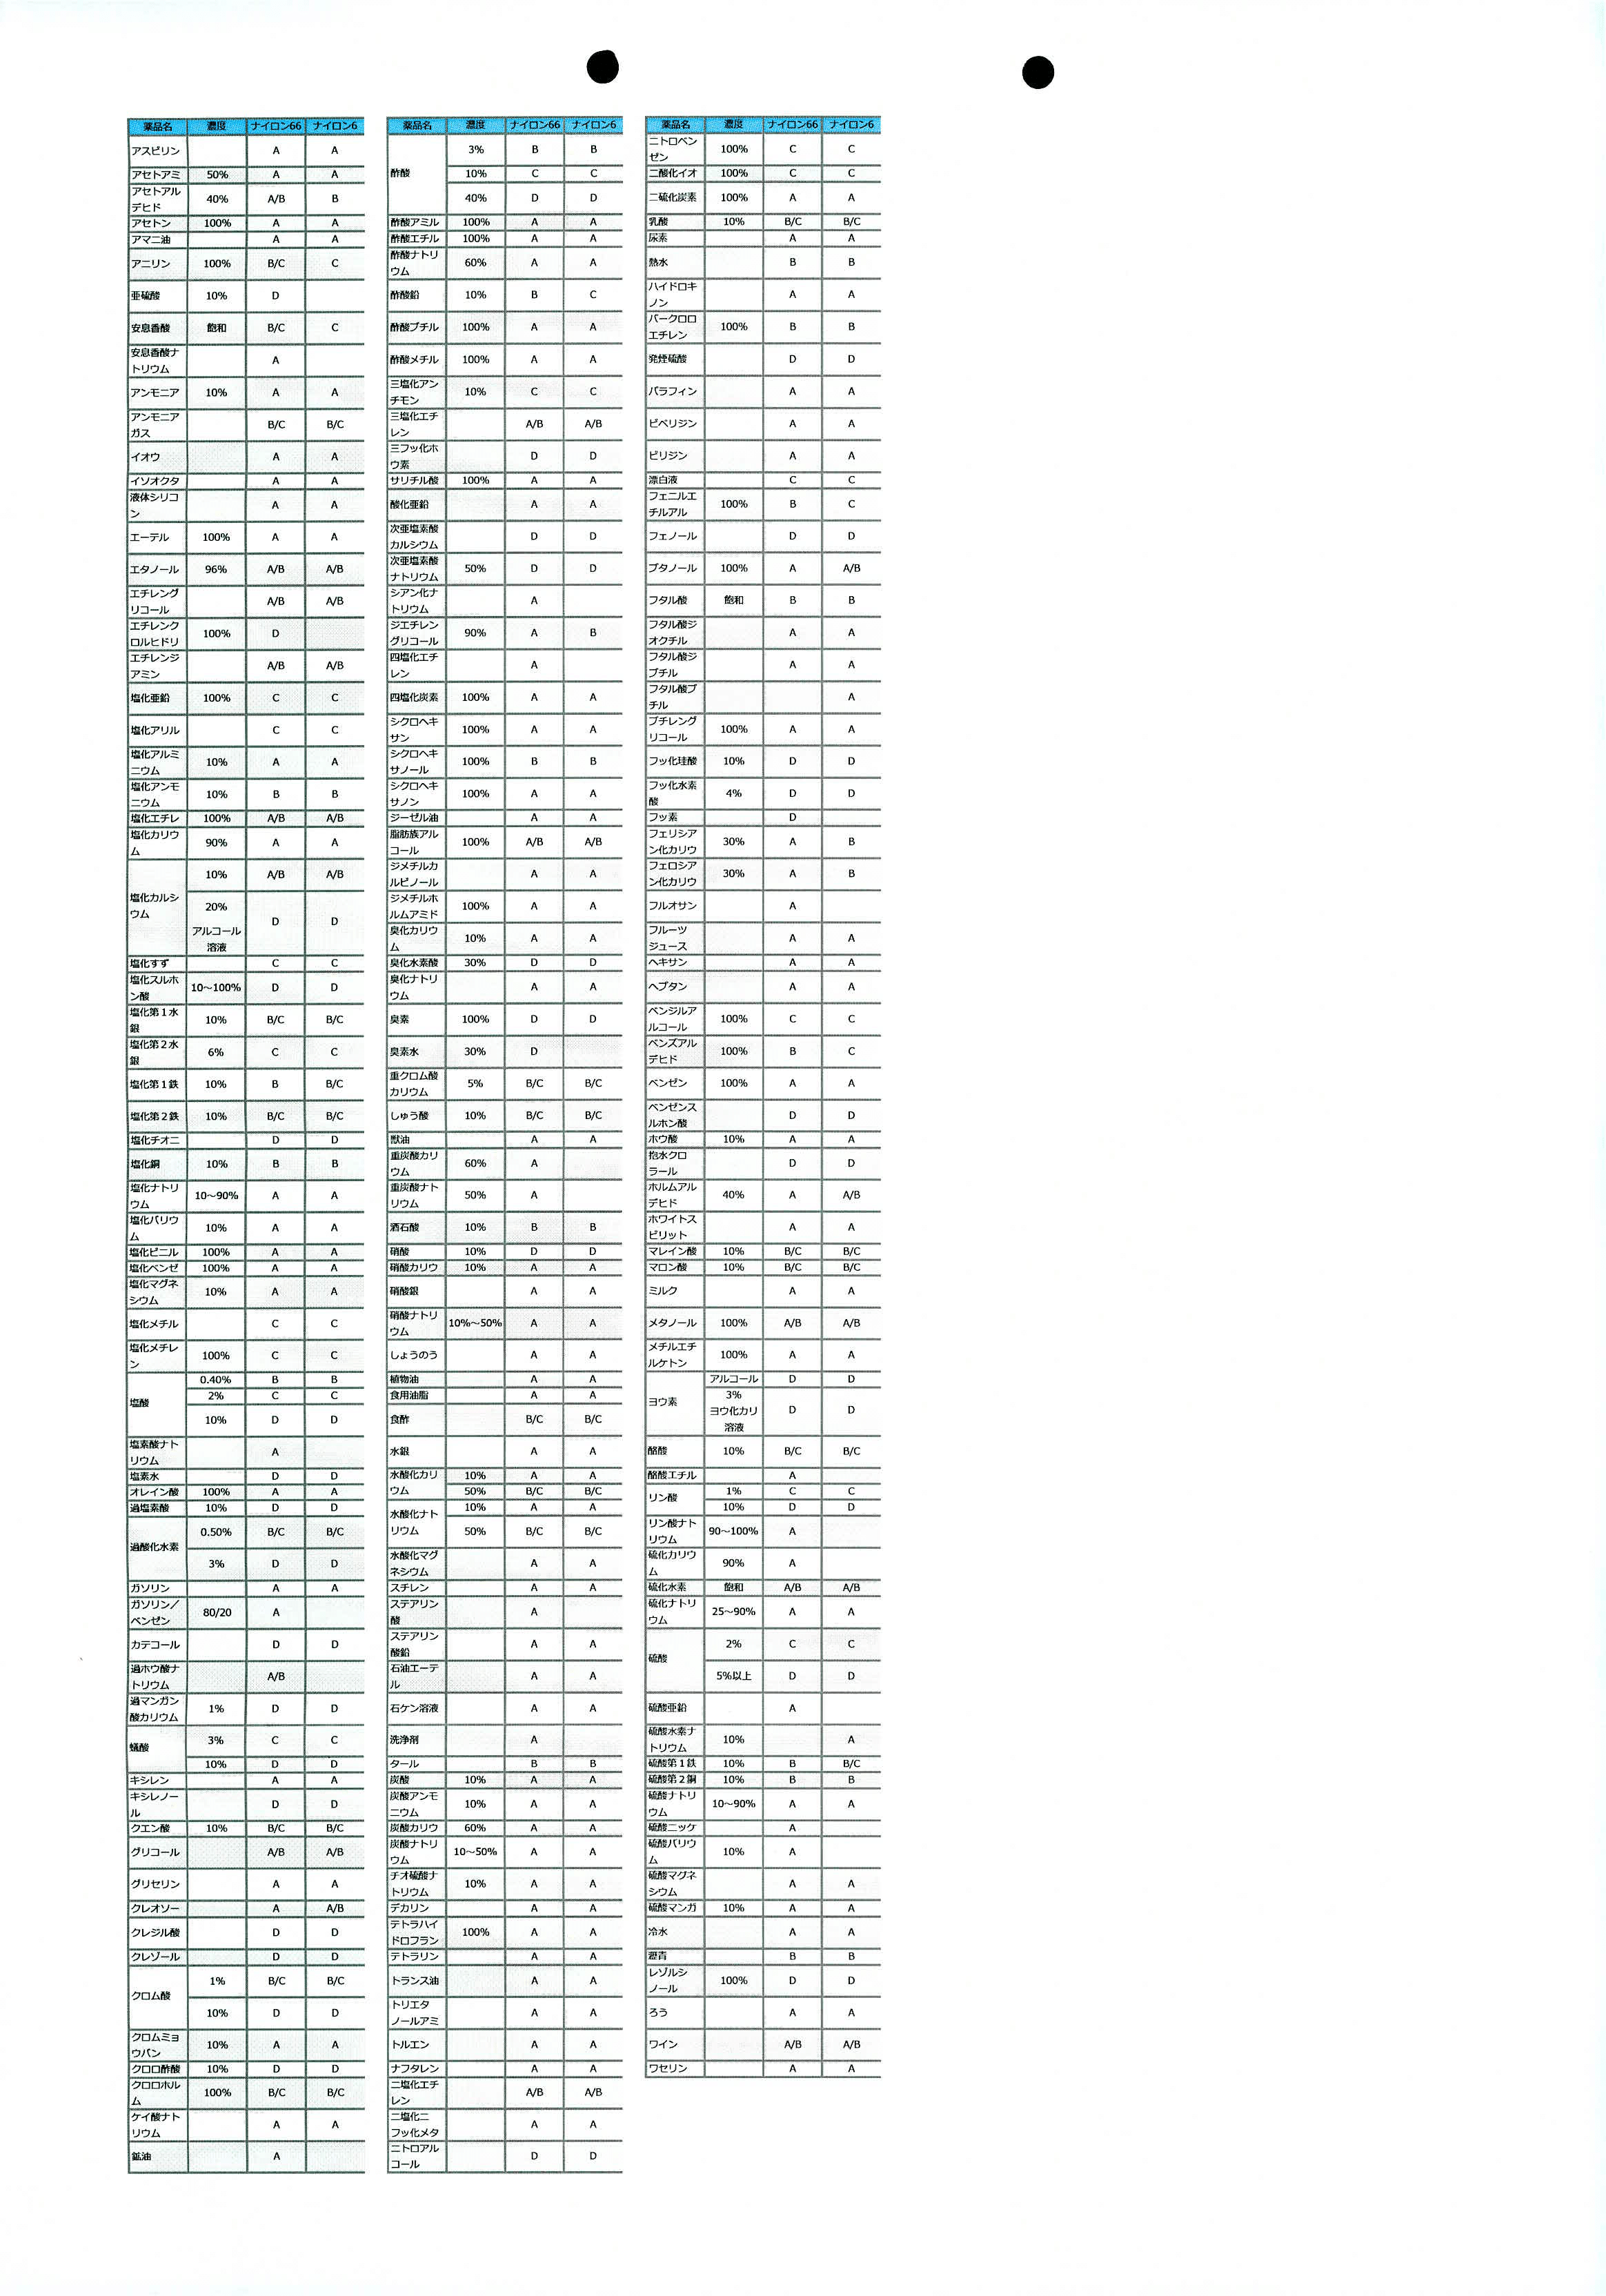 薬品名 濃度 ナイロン66 ナイロン6
アスピリン A A
アセトアミ 50% A A
アセトアル
デヒド 40% A/B B
アセトン 100% A A
アマニ油 A A
アニリン 100% B/C C
亜硫酸 10% D
安息香酸 飽和 B/C C
安息香酸ナ
トリウム A
アンモニア 10% A A
アンモニア
ガス B/C B/C
イオウ A A
イソオクタ A A
液体シリコ
ン A A
エーテル 100% A A
エタノール 96% A/B A/B
エチレング
リコール A/B A/B
エチレンク
ロルヒドリ 100% D
エチレンジ
アミン A/B A/B
塩化亜鉛 100% C C
塩化アリル C C
塩化アルミ
ニウム 10% A A
塩化アンモ
ニウム 10% B B
塩化エチレ 100% A/B A/B
塩化カリウ
ム 90% A A
塩化カルシ
ウム 10% A/B A/B
20%
アルコール
溶液 D D
塩化すず C C
塩化スルホ
ン酸 10~100% D D
塩化第1水
銀 10% B/C B/C
塩化第2水
銀 6% C C
塩化第1鉄 10% B B/C
塩化第2鉄 10% B/C B/C
塩化チオニ D D
塩化銅 10% B B
塩化ナトリ
ウム 10~90% A A
塩化バリウ
ム 10% A A
塩化ビニル 100% A A
塩化ベンゼ 100% A A
塩化マグネ
シウム 10% A A
塩化メチル C C
塩化メチレ
ン 100% C C
塩酸 0.40% B B
2% C C
10% D D
塩素酸ナト
リウム A
塩素水 D D
オレイン酸 100% A A
過塩素酸 10% D D
過酸化水素 0.50% B/C B/C
3% D D
ガソリン A A
ガソリン/
ベンゼン 80/20 A
カテコール D D
過ホウ酸ナ
トリウム A/B
過マンガン
酸カリウム 1% D D
蟻酸 3% C C
10% D D
キシレン A A
キシレノー
ル D D
クエン酸 10% B/C B/C
グリコール A/B A/B
グリセリン A A
クレオソー A A/B
クレジル酸 D D
クレゾール D D
クロム酸 1% B/C B/C
10% D D
クロムミョ
ウバン 10% A A
クロロ酢酸 10% D D
クロロホル
ム 100% B/C B/C
ケイ酸ナト
リウム A A
鉱油 A
薬品名 濃度 ナイロン66 ナイロン6
酢酸 3% B B
10% C C
40% D D
酢酸アミル 100% A A
酢酸エチル 100% A A
酢酸ナトリ
ウム 60% A A
酢酸鉛 10% B C
酢酸ブチル 100% A A
酢酸メチル 100% A A
三塩化アン
チモン 10% C C
三塩化エチ
レン A/B A/B
三フッ化ホ
ウ素 D D
サリチル酸 100% A A
酸化亜鉛 A A
次亜塩素酸
カルシウム D D
次亜塩素酸
ナトリウム 50% D D
シアン化ナ
トリウム A
ジエチレン
グリコール 90% A B
四塩化エチ
レン A
四塩化炭素 100% A A
シクロヘキ
サン 100% A A
シクロヘキ
サノール 100% B B
シクロヘキ
サノン 100% A A
ジーゼル油 A A
脂肪族アル
コール 100% A/B A/B
ジメチルカ
ルビノール A A
ジメチルホ
ルムアミド 100% A A
臭化カリウ
ム 10% A A
臭化水素酸 30% D D
臭化ナトリ
ウム A A
臭素 100% D D
臭素水 30% D
重クロム酸
カリウム 5% B/C B/C
しゅう酸 10% B/C B/C
獣油 A A
重炭酸カリ
ウム 60% A
重炭酸ナト
リウム 50% A
酒石酸 10% B B
硝酸 10% D D
硝酸カリウ 10% A A
硝酸銀 A A
硝酸ナトリ
ウム 10%~50% A A
しょうのう A A
植物油 A A
食用油脂 A A
食酢 B/C B/C
水銀 A A
水酸化カリ
ウム 10% A A
50% B/C B/C
水酸化ナト
リウム 10% A A
50% B/C B/C
水酸化マグ
ネシウム A A
スチレン A A
ステアリン
酸 A
ステアリン
酸鉛 A A
石油エーテ
ル A A
石ケン溶液 A A
洗浄剤 A
タール B B
炭酸 10% A A
炭酸アンモ
ニウム 10% A A
炭酸カリウ 60% A A
炭酸ナトリ
ウム 10~50% A A
チオ硫酸ナ
トリウム 10% A A
デカリン A A
テトラハイ
ドロフラン 100% A A
テトラリン A A
トランス油 A A
トリエタ
ノールアミ A A
トルエン A A
ナフタレン A A
二塩化エチ
レン A/B A/B
二塩化二
フッ化メタ A A
ニトロアル
コール D D
薬品名 濃度 ナイロン66 ナイロン6
ニトロベン
ゼン 100% C C
二酸化イオ 100% C C
二硫化炭素 100% A A
乳酸 10% B/C B/C
尿素 A A
熱水 B B
ハイドロキ
ノン A A
パークロロ
エチレン 100% B B
発煙硫酸 D D
パラフィン A A
ピペリジン A A
ピリジン A A
漂白液 C C
フェニルエ
チルアル 100% B C
フェノール D D
ブタノール 100% A A/B
フタル酸 飽和 B B
フタル酸ジ
オクチル A A
フタル酸ジ
ブチル A A
フタル酸ブ
チル A
ブチレング
リコール 100% A A
フッ化珪酸 10% D D
フッ化水素
酸 4% D D
フッ素 D
フェリシア
ン化カリウ 30% A B
フェロシア
ン化カリウ 30% A B
フルオサン A
フルーツ
ジュース A A
ヘキサン A A
ヘプタン A A
ベンジルア
ルコール 100% C C
ベンズアル
デヒド 100% B C
ベンゼン 100% A A
ベンゼンス
ルホン酸 D D
ホウ酸 10% A A
抱水クロ
ラール D D
ホルムアル
デヒド 40% A A/B
ホワイトス
ピリット A A
マレイン酸 10% B/C B/C
マロン酸 10% B/C B/C
ミルク A A
メタノール 100% A/B A/B
メチルエチ
ルケトン 100% A A
ヨウ素 アルコール D D
3%
ヨウ化カリ
溶液 D D
酪酸 10% B/C B/C
酪酸エチル A
リン酸 1% C C
10% D D
リン酸ナト
リウム 90~100% A
硫化カリウ
ム 90% A
硫化水素 飽和 A/B A/B
硫化ナトリ
ウム 25~90% A A
硫酸 2% C C
5%以上 D D
硫酸亜鉛 A
硫酸水素ナ
トリウム 10% A
硫酸第1鉄 10% B B/C
硫酸第2銅 10% B B
硫酸ナトリ
ウム 10~90% A A
硫酸ニッケ A
硫酸バリウ
ム 10% A
硫酸マグネ
シウム A A
硫酸マンガ 10% A A
冷水 A A
瀝青 B B
レゾルシ
ノール 100% D D
ろう A A
ワイン A/B A/B
ワセリン A A